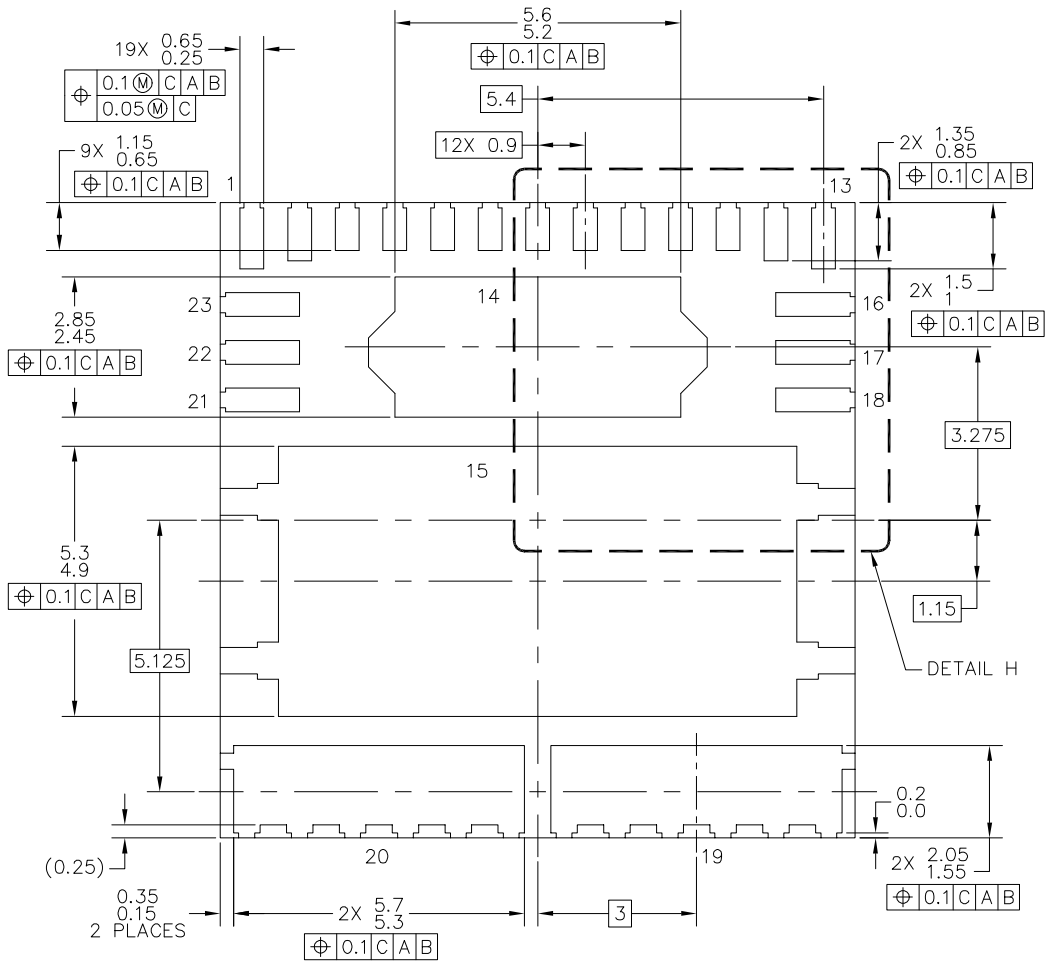 5.6
5.2
⌖ 0.1 C A B
19X 0.65
0.25
⌖ 0.1 Ⓜ C A B
0.05 Ⓜ C
5.4
12X 0.9
9X 1.15
0.65
⌖ 0.1 C A B
2X 1.35
0.85
⌖ 0.1 C A B
1
13
14
23
16
2X 1.5
1
⌖ 0.1 C A B
2.85
2.45
⌖ 0.1 C A B
22
17
21
18
3.275
15
5.3
4.9
⌖ 0.1 C A B
1.15
5.125
DETAIL H
0.2
0.0
(0.25)
20
19
2X 2.05
1.55
⌖ 0.1 C A B
0.35
0.15
2 PLACES
2X 5.7
5.3
⌖ 0.1 C A B
3